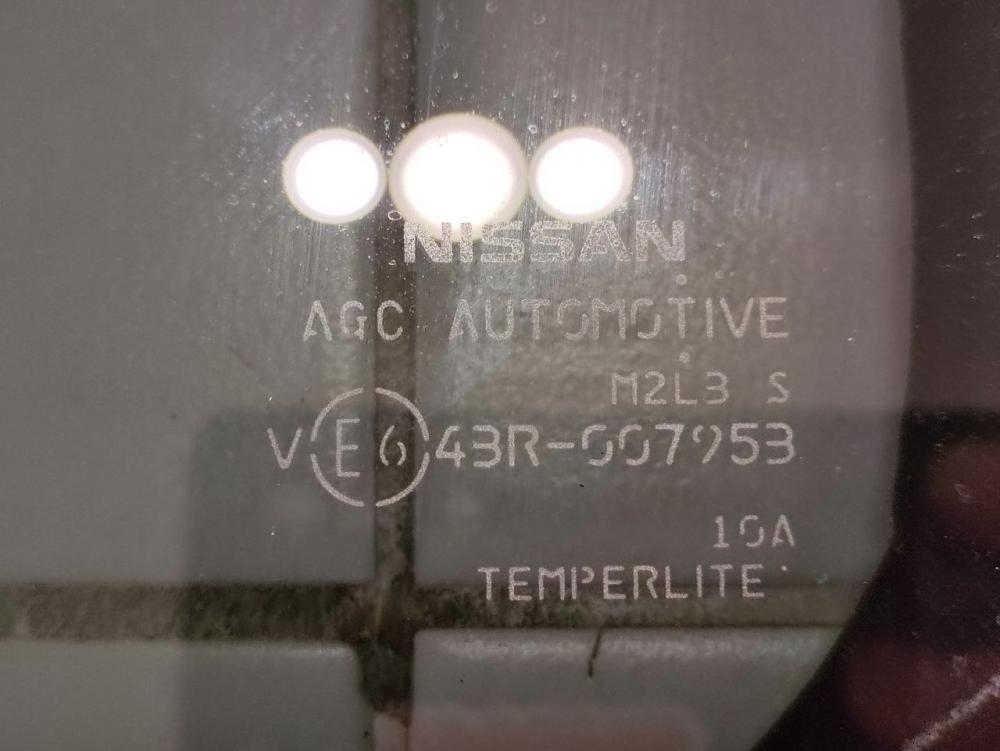 NISSAN
AGC AUTOMOTIVE
M2L3 S
V E6 43R-007953
10A
TEMPERLITE